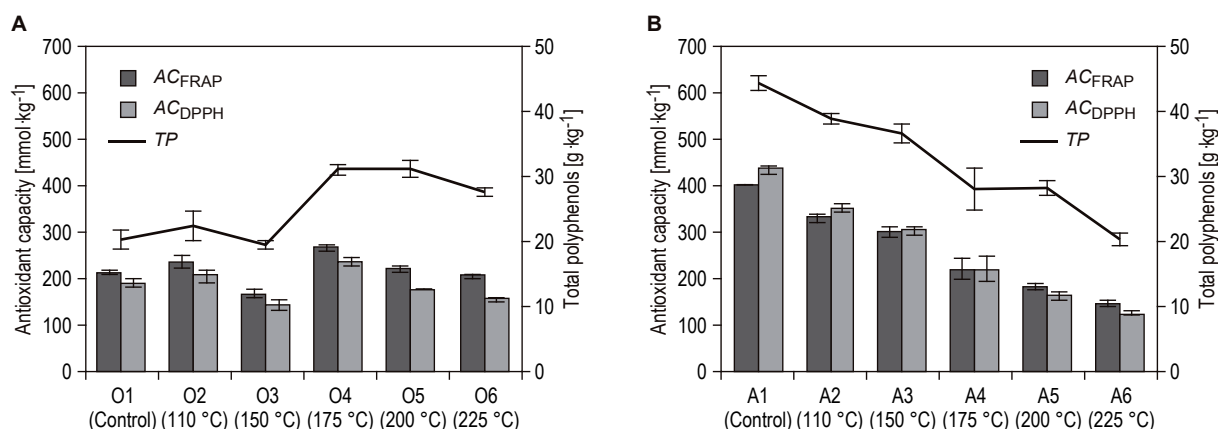 A
Antioxidant capacity [mmol·kg-1]
700
600
500
400
300
200
100
0
ACFRAP
ACDPPH
TP
50
40
30
20
10
0
Total polyphenols [g·kg-1]
O1 O2 O3 O4 O5 O6
(Control) (110 °C) (150 °C) (175 °C) (200 °C) (225 °C)
B
Antioxidant capacity [mmol·kg-1]
700
600
500
400
300
200
100
0
ACFRAP
ACDPPH
TP
50
40
30
20
10
0
Total polyphenols [g·kg-1]
A1 A2 A3 A4 A5 A6
(Control) (110 °C) (150 °C) (175 °C) (200 °C) (225 °C)